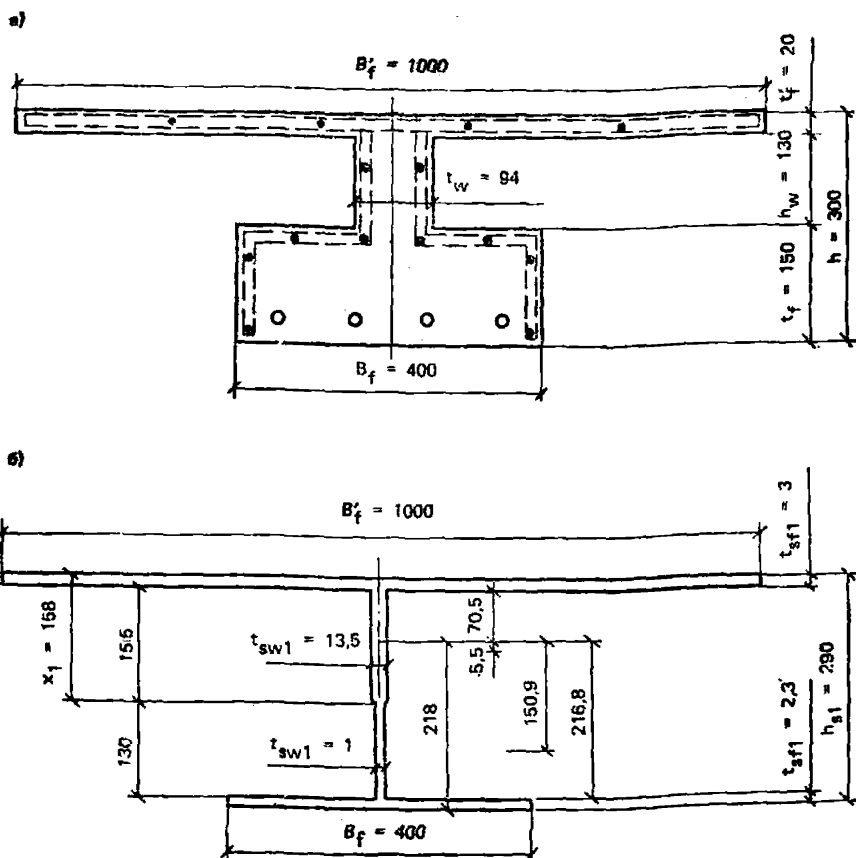 а)
B'f = 1000
t'f = 20
tw = 94
hw = 130
h = 300
tf = 150
Bf = 400
б)
B'f = 1000
tsf1 = 3
x1 = 168
155
tsw1 = 13,5
70,5
5,5
218
150,9
216,8
130
tsw1 = 1
tsf1 = 2,3
hs1 = 290
Bf = 400